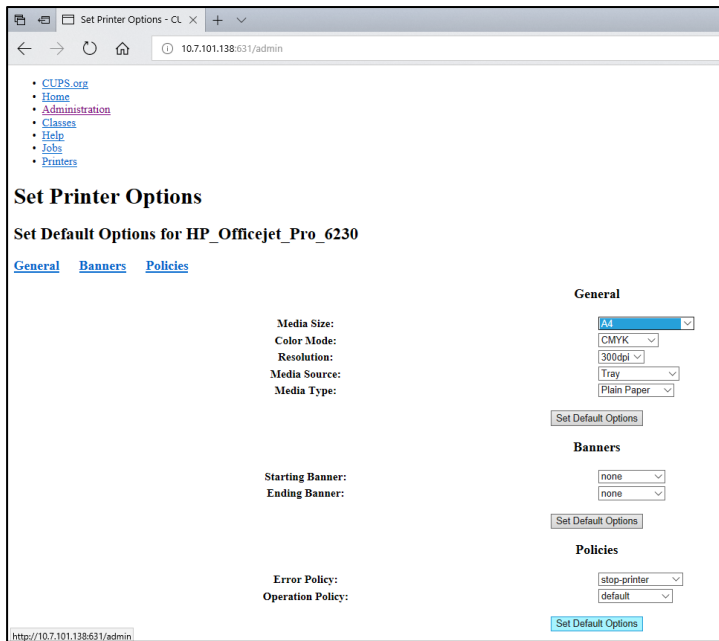 Set Printer Options - CU
10.7.101.138:631/admin
CUPS.org
Home
Administration
Classes
Help
Jobs
Printers
Set Printer Options
Set Default Options for HP_Officejet_Pro_6230
General Banners Policies
General
Media Size: A4
Color Mode: CMYK
Resolution: 300dpi
Media Source: Tray
Media Type: Plain Paper
Set Default Options
Banners
Starting Banner: none
Ending Banner: none
Set Default Options
Policies
Error Policy: stop-printer
Operation Policy: default
Set Default Options
http://10.7.101.138:631/admin